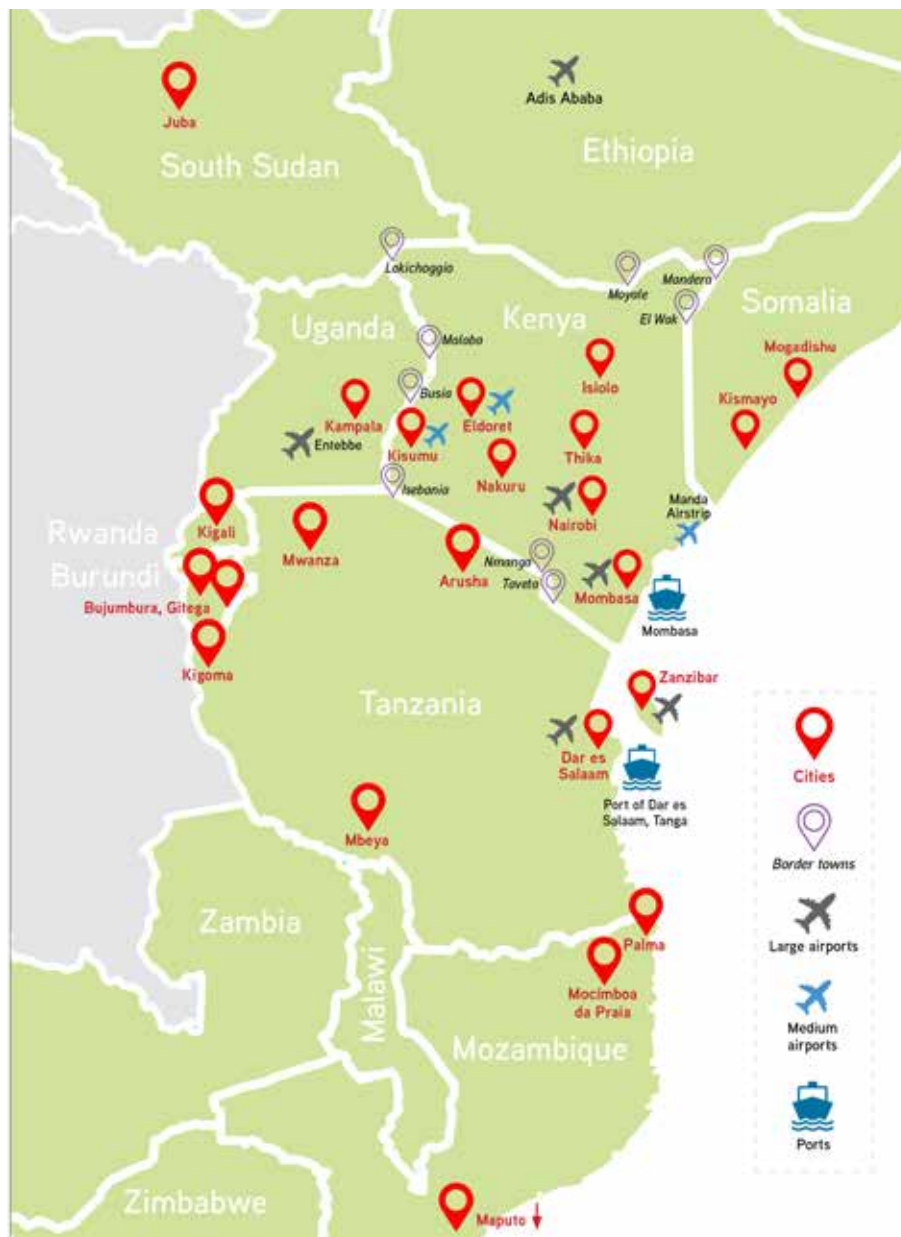 Adis Ababa
Juba
South Sudan
Ethiopia
Lokichoggio
Moyale
Mandera
El Wak
Uganda
Kenya
Somalia
Malaba
Mogadishu
Isiolo
Busia
Kismayo
Kampala
Eldoret
Entebbe
Kisumu
Thika
Nakuru
Isebania
Manda
Airstrip
Kigali
Nairobi
Rwanda
Burundi
Mwanza
Arusha
Nmanga
Taveta
Bujumbura, Gitega
Mombasa
Mombasa
Kigoma
Zanzibar
Tanzania
Dar es
Salaam
Port of Dar es
Salaam, Tanga
Mbeya
Zambia
Malawi
Palma
Mocimboa
da Praia
Mozambique
Zimbabwe
Maputo
Cities
Border towns
Large airports
Medium
airports
Ports